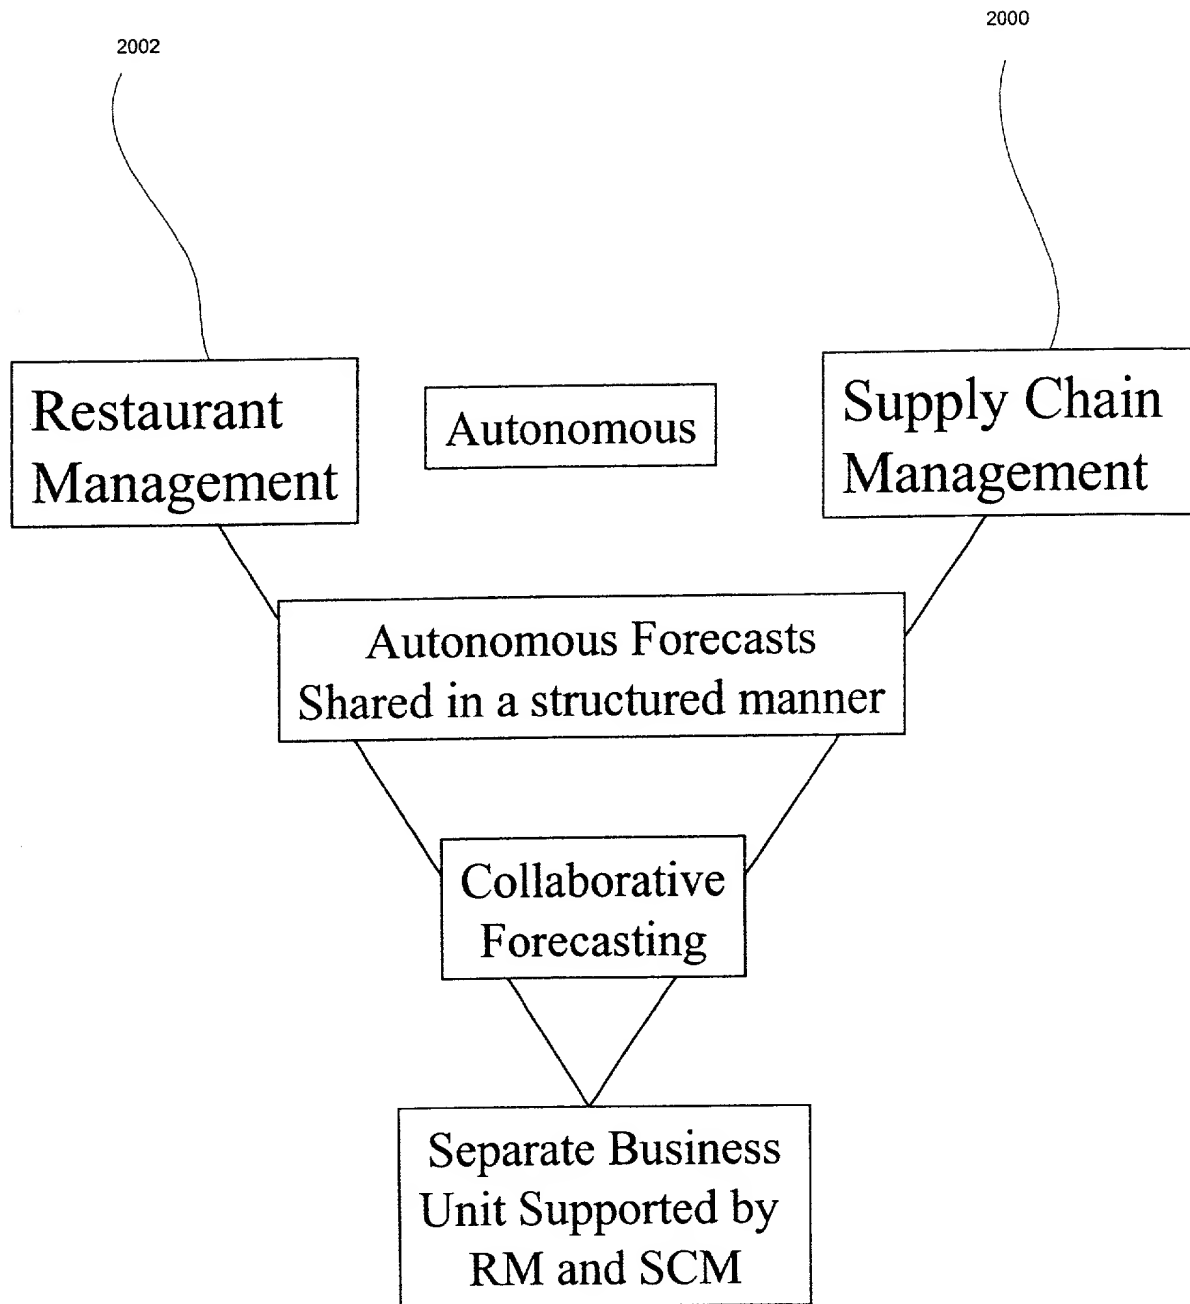 2002
2000
Restaurant
Management
Autonomous
Supply Chain
Management
Autonomous Forecasts
Shared in a structured manner
Collaborative
Forecasting
Separate Business
Unit Supported by
RM and SCM